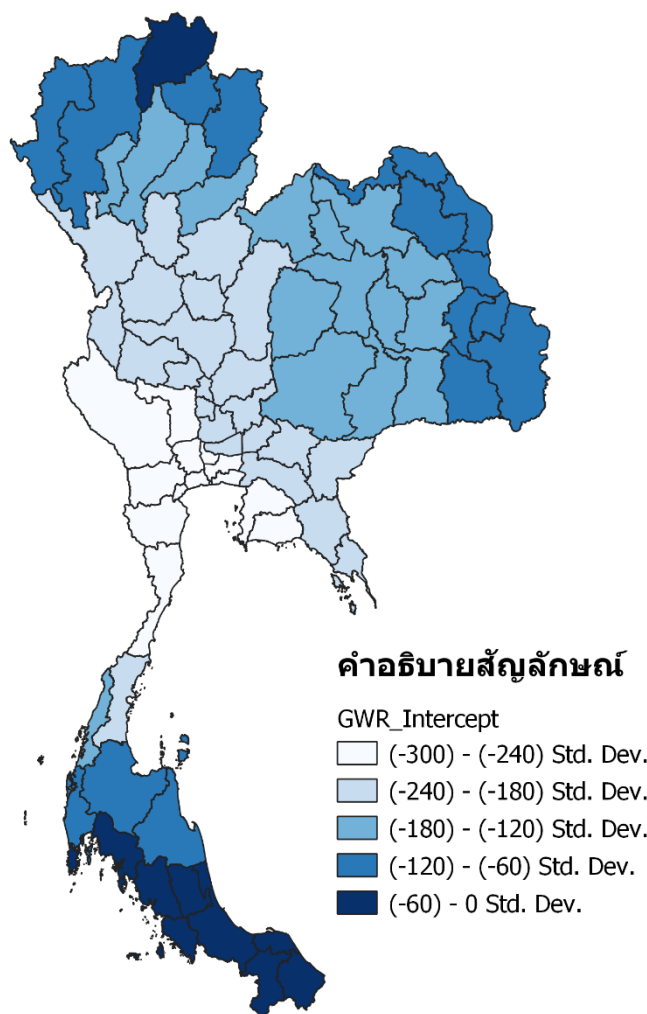 คำอธิบายสัญลักษณ์
GWR_Intercept
(-300) - (-240) Std. Dev.
(-240) - (-180) Std. Dev.
(-180) - (-120) Std. Dev.
(-120) - (-60) Std. Dev.
(-60) - 0 Std. Dev.